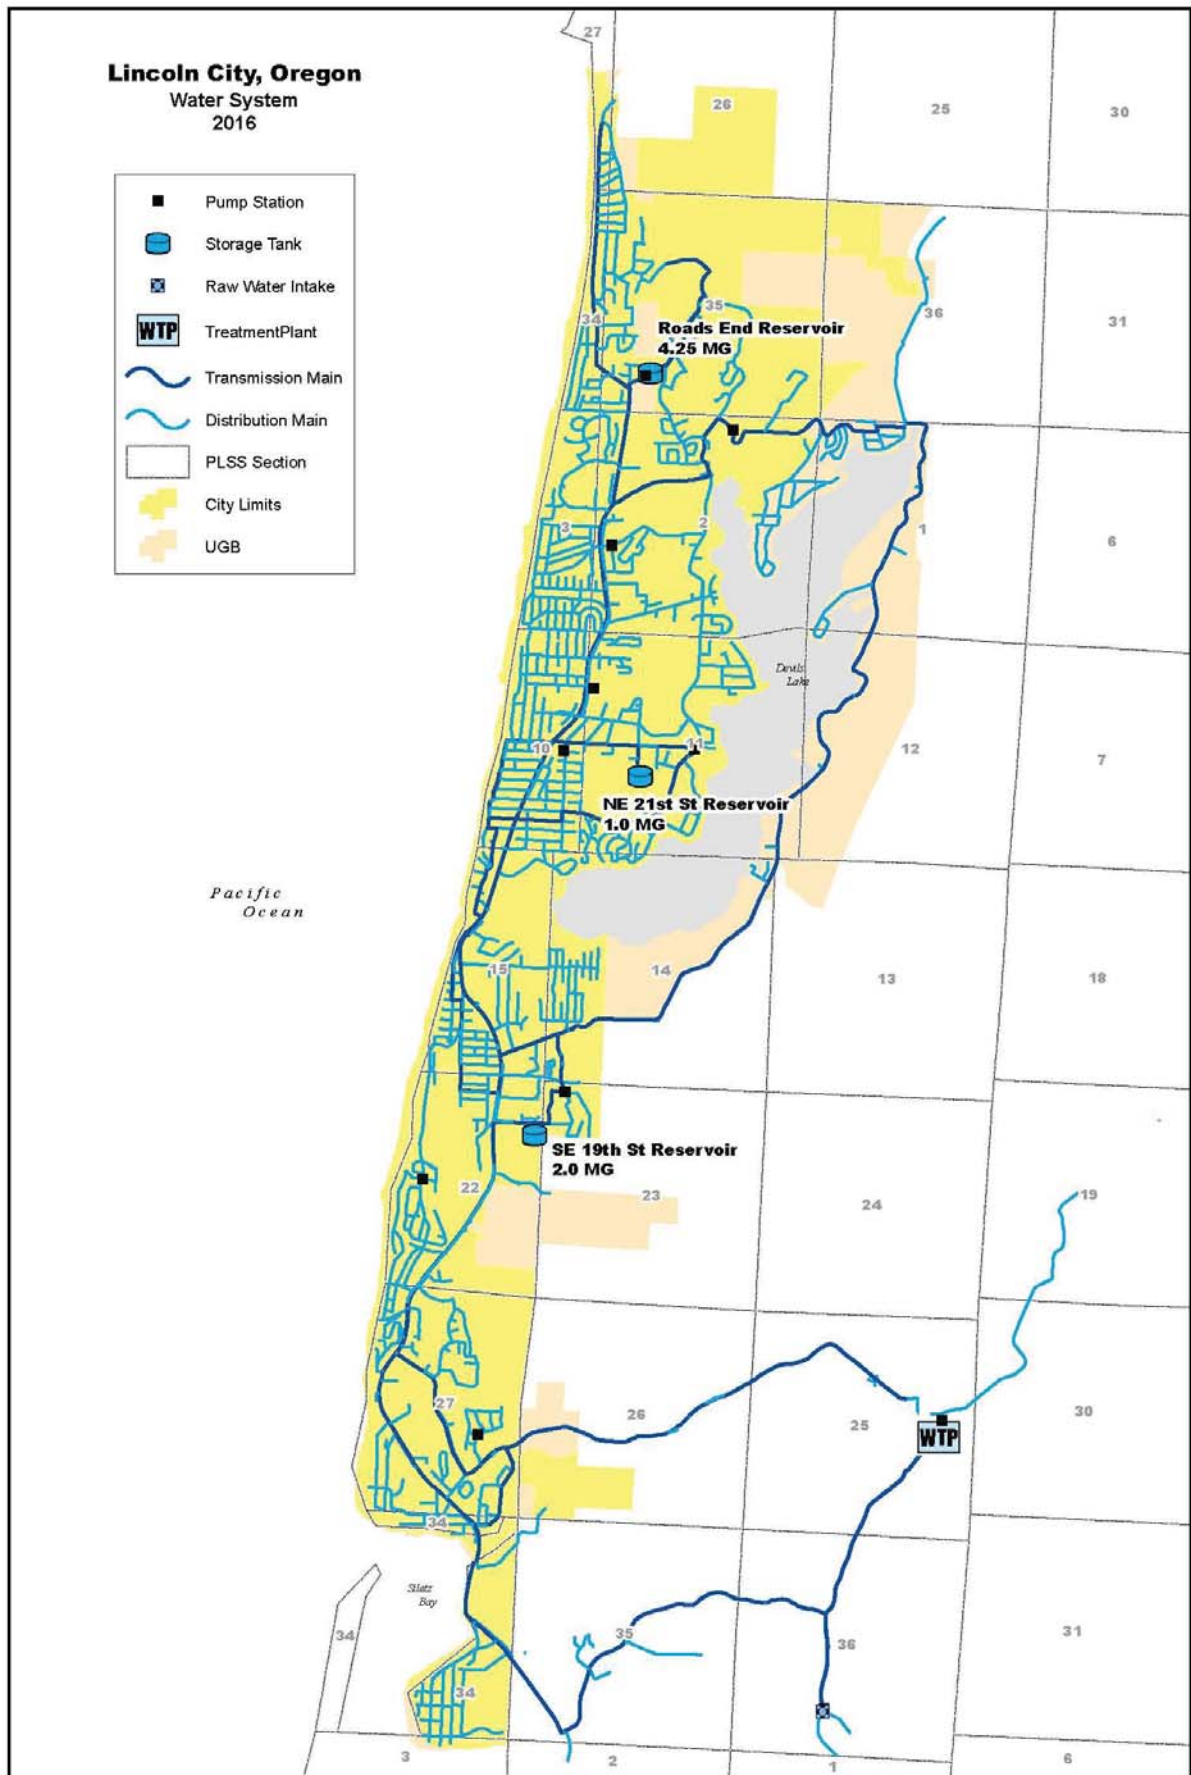 Lincoln City, Oregon
Water System
2016
Pump Station
Storage Tank
Raw Water Intake
WTP TreatmentPlant
Transmission Main
Distribution Main
PLSS Section
City Limits
UGB
27
26
25
30
34
35
36
31
Roads End Reservoir
4.25 MG
3
2
1
6
Devils
Lake
10
11
12
7
NE 21st St Reservoir
1.0 MG
Pacific
Ocean
15
14
13
18
SE 19th St Reservoir
2.0 MG
22
23
24
19
27
26
25
30
WTP
34
Siletz
Bay
34
35
36
31
34
3
2
1
6